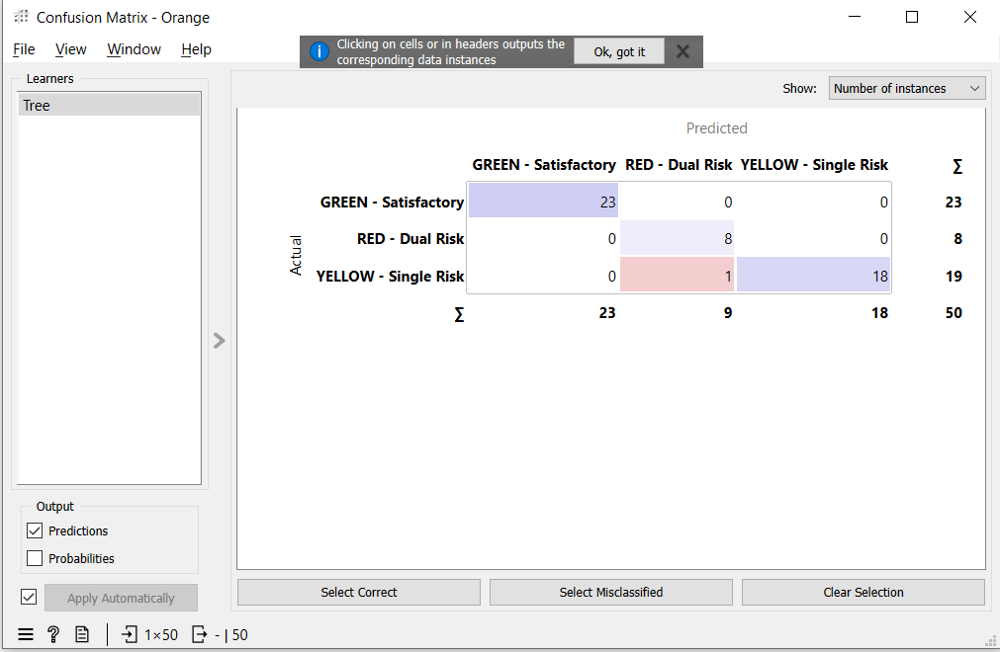 Confusion Matrix - Orange
File View Window Help
Clicking on cells or in headers outputs the
corresponding data instances
Ok, got it
Learners
Tree
Show: Number of instances
Predicted
GREEN - Satisfactory RED - Dual Risk YELLOW - Single Risk ∑
Actual
GREEN - Satisfactory 23 0 0 23
RED - Dual Risk 0 8 0 8
YELLOW - Single Risk 0 1 18 19
∑ 23 9 18 50
Output
Predictions
Probabilities
Apply Automatically
Select Correct Select Misclassified Clear Selection
? 1×50 - | 50